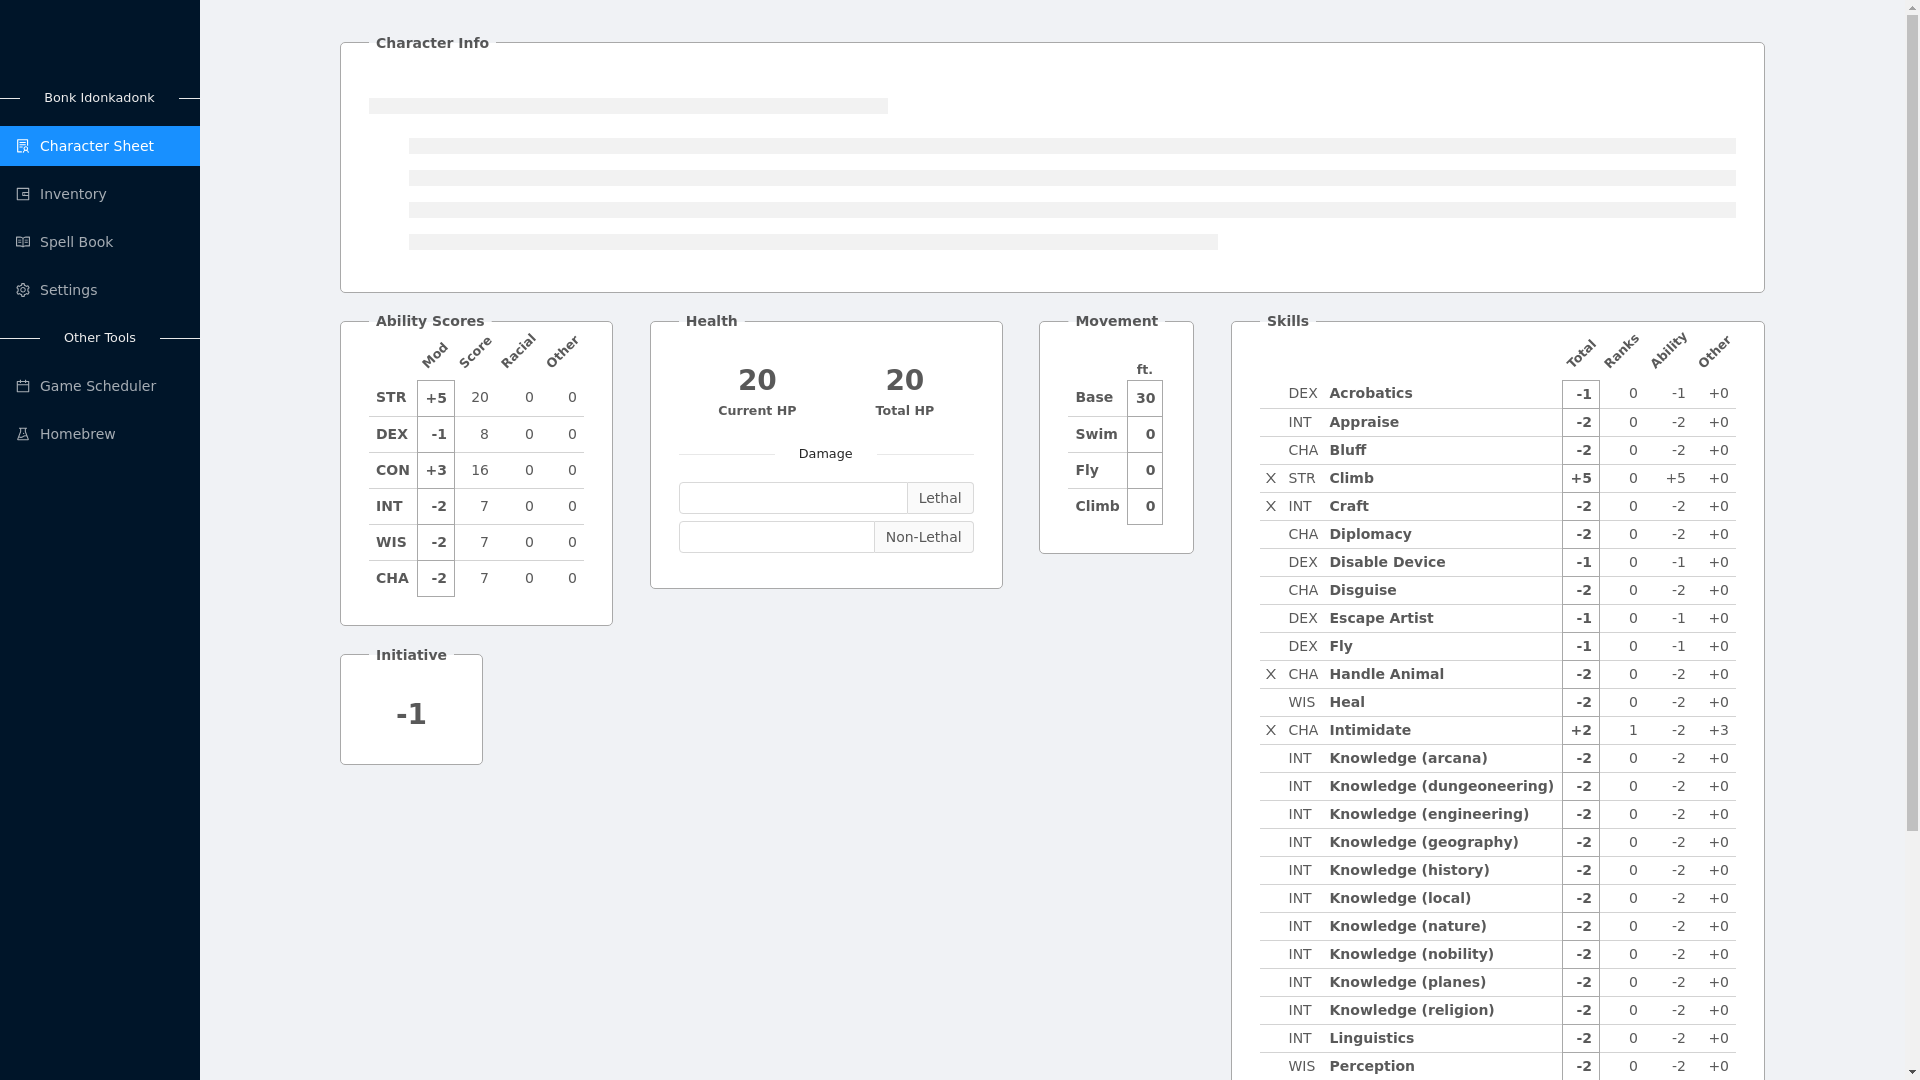 Bonk Idonkadonk
Character Sheet
Inventory
Spell Book
Settings
Other Tools
Game Scheduler
Homebrew
Character Info
Ability Scores
Mod Score Racial Other
STR +5 20 0 0
DEX -1 8 0 0
CON +3 16 0 0
INT -2 7 0 0
WIS -2 7 0 0
CHA -2 7 0 0
Initiative
-1
Health
20 20
Current HP Total HP
Damage
Lethal
Non-Lethal
Movement
ft.
Base 30
Swim 0
Fly 0
Climb 0
Skills
Total Ranks Ability Other
DEX Acrobatics -1 0 -1 +0
INT Appraise -2 0 -2 +0
CHA Bluff -2 0 -2 +0
X STR Climb +5 0 +5 +0
X INT Craft -2 0 -2 +0
CHA Diplomacy -2 0 -2 +0
DEX Disable Device -1 0 -1 +0
CHA Disguise -2 0 -2 +0
DEX Escape Artist -1 0 -1 +0
DEX Fly -1 0 -1 +0
X CHA Handle Animal -2 0 -2 +0
WIS Heal -2 0 -2 +0
X CHA Intimidate +2 1 -2 +3
INT Knowledge (arcana) -2 0 -2 +0
INT Knowledge (dungeoneering) -2 0 -2 +0
INT Knowledge (engineering) -2 0 -2 +0
INT Knowledge (geography) -2 0 -2 +0
INT Knowledge (history) -2 0 -2 +0
INT Knowledge (local) -2 0 -2 +0
INT Knowledge (nature) -2 0 -2 +0
INT Knowledge (nobility) -2 0 -2 +0
INT Knowledge (planes) -2 0 -2 +0
INT Knowledge (religion) -2 0 -2 +0
INT Linguistics -2 0 -2 +0
WIS Perception -2 0 -2 +0